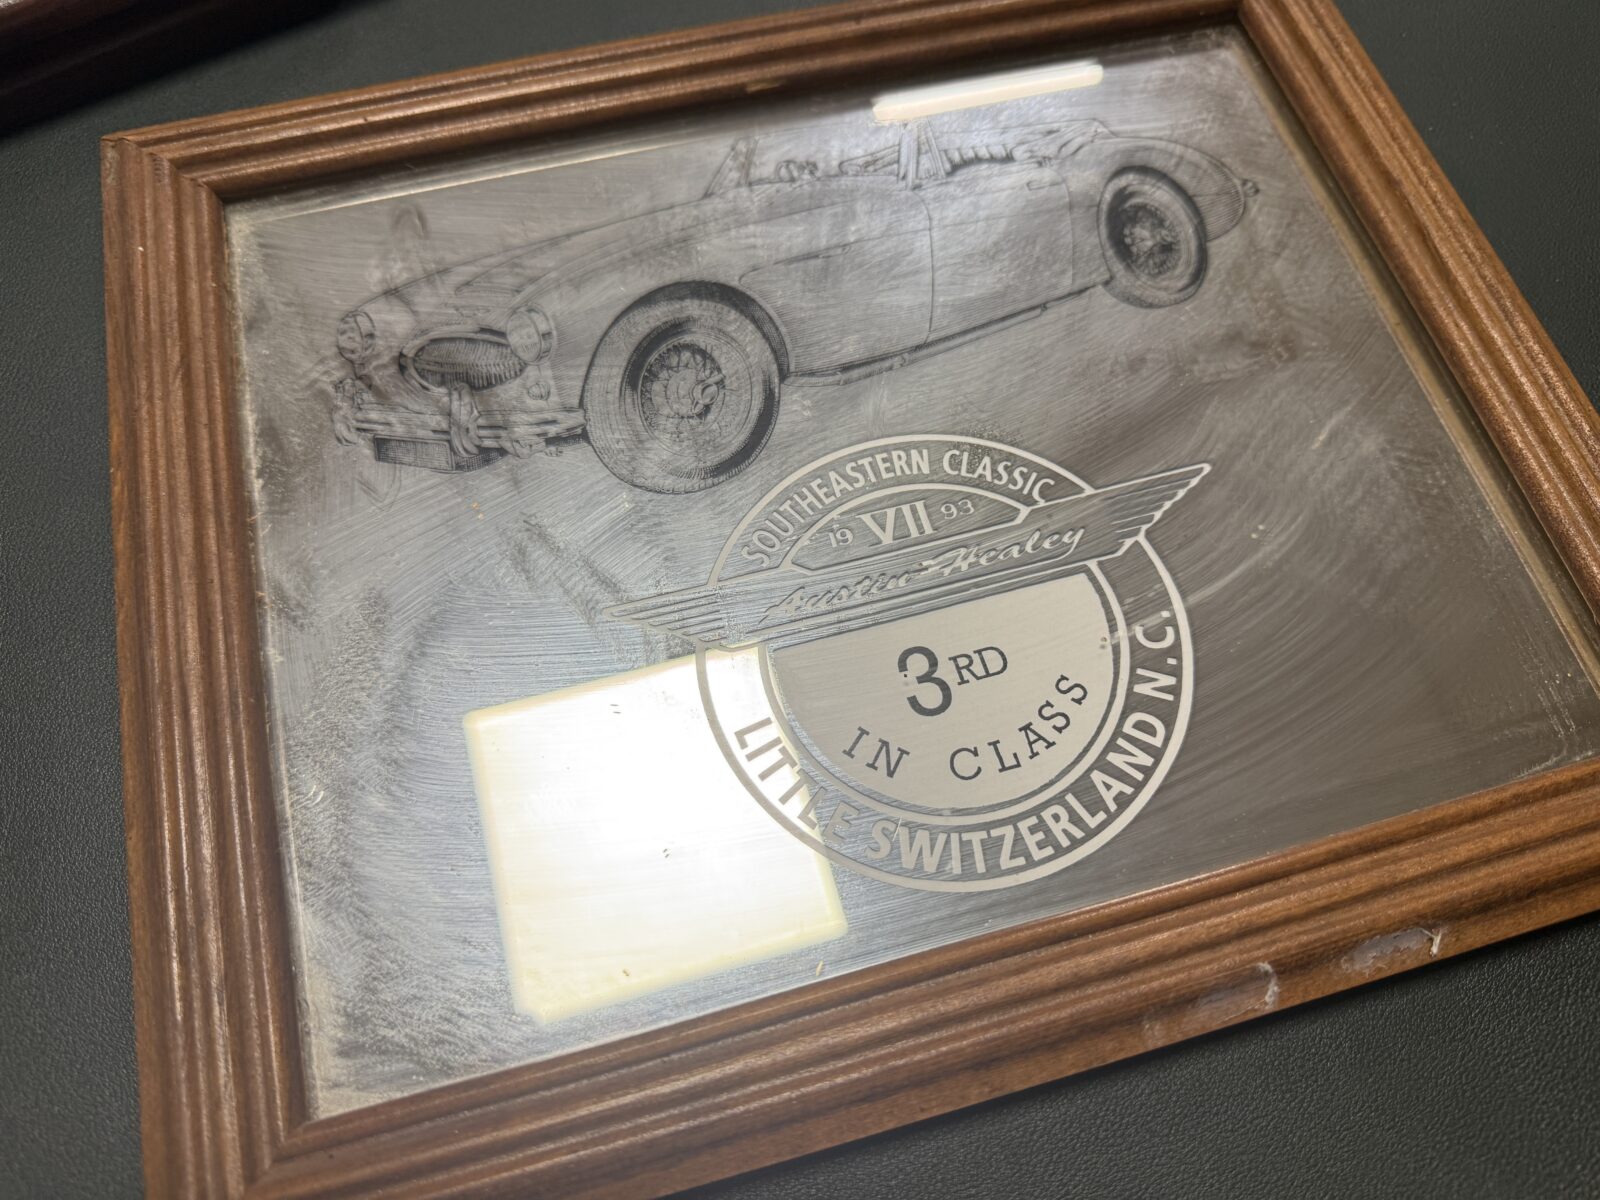 SOUTHEASTERN CLASSIC
19 VII 93
Austin-Healey
3RD
IN CLASS
LITTLE SWITZERLAND N.C.